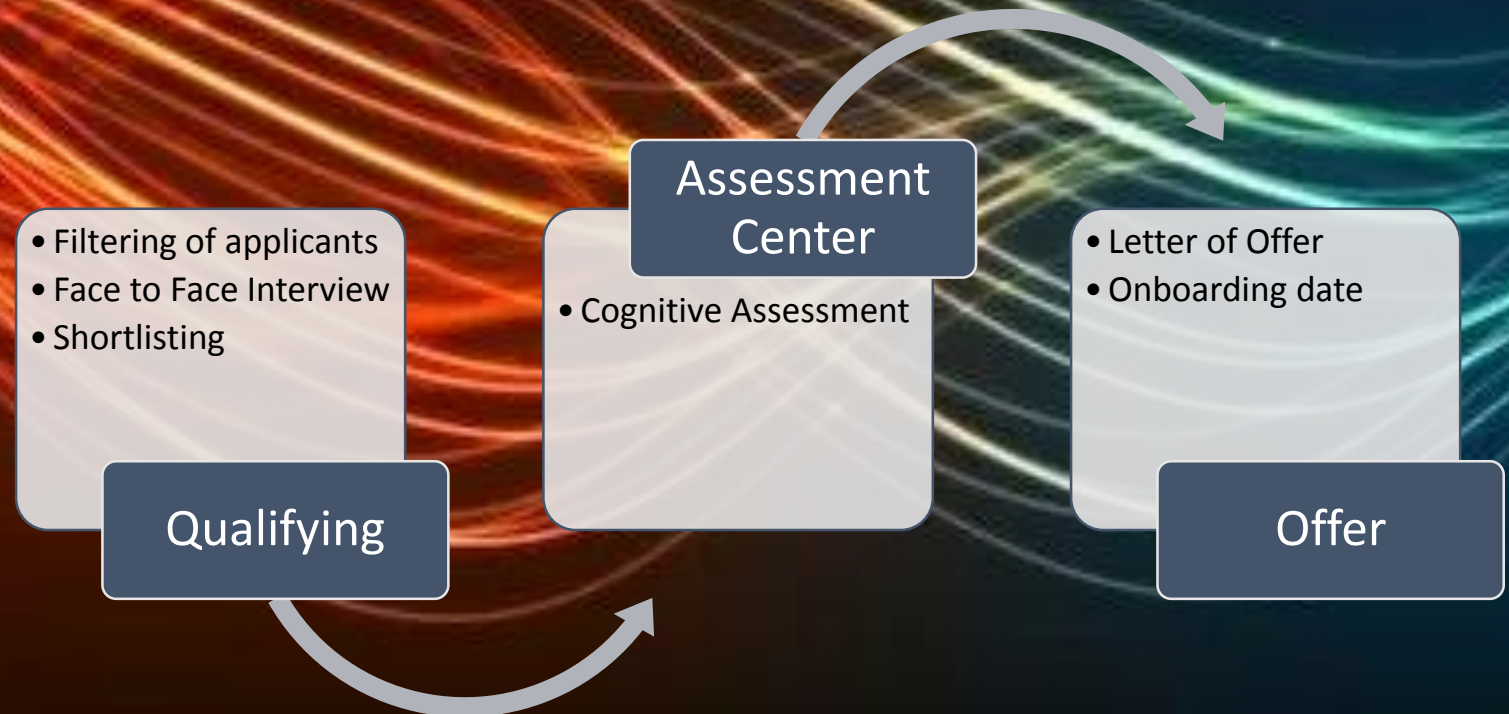 • Filtering of applicants
• Face to Face Interview
• Shortlisting
Qualifying
Assessment
Center
• Cognitive Assessment
• Letter of Offer
• Onboarding date
Offer